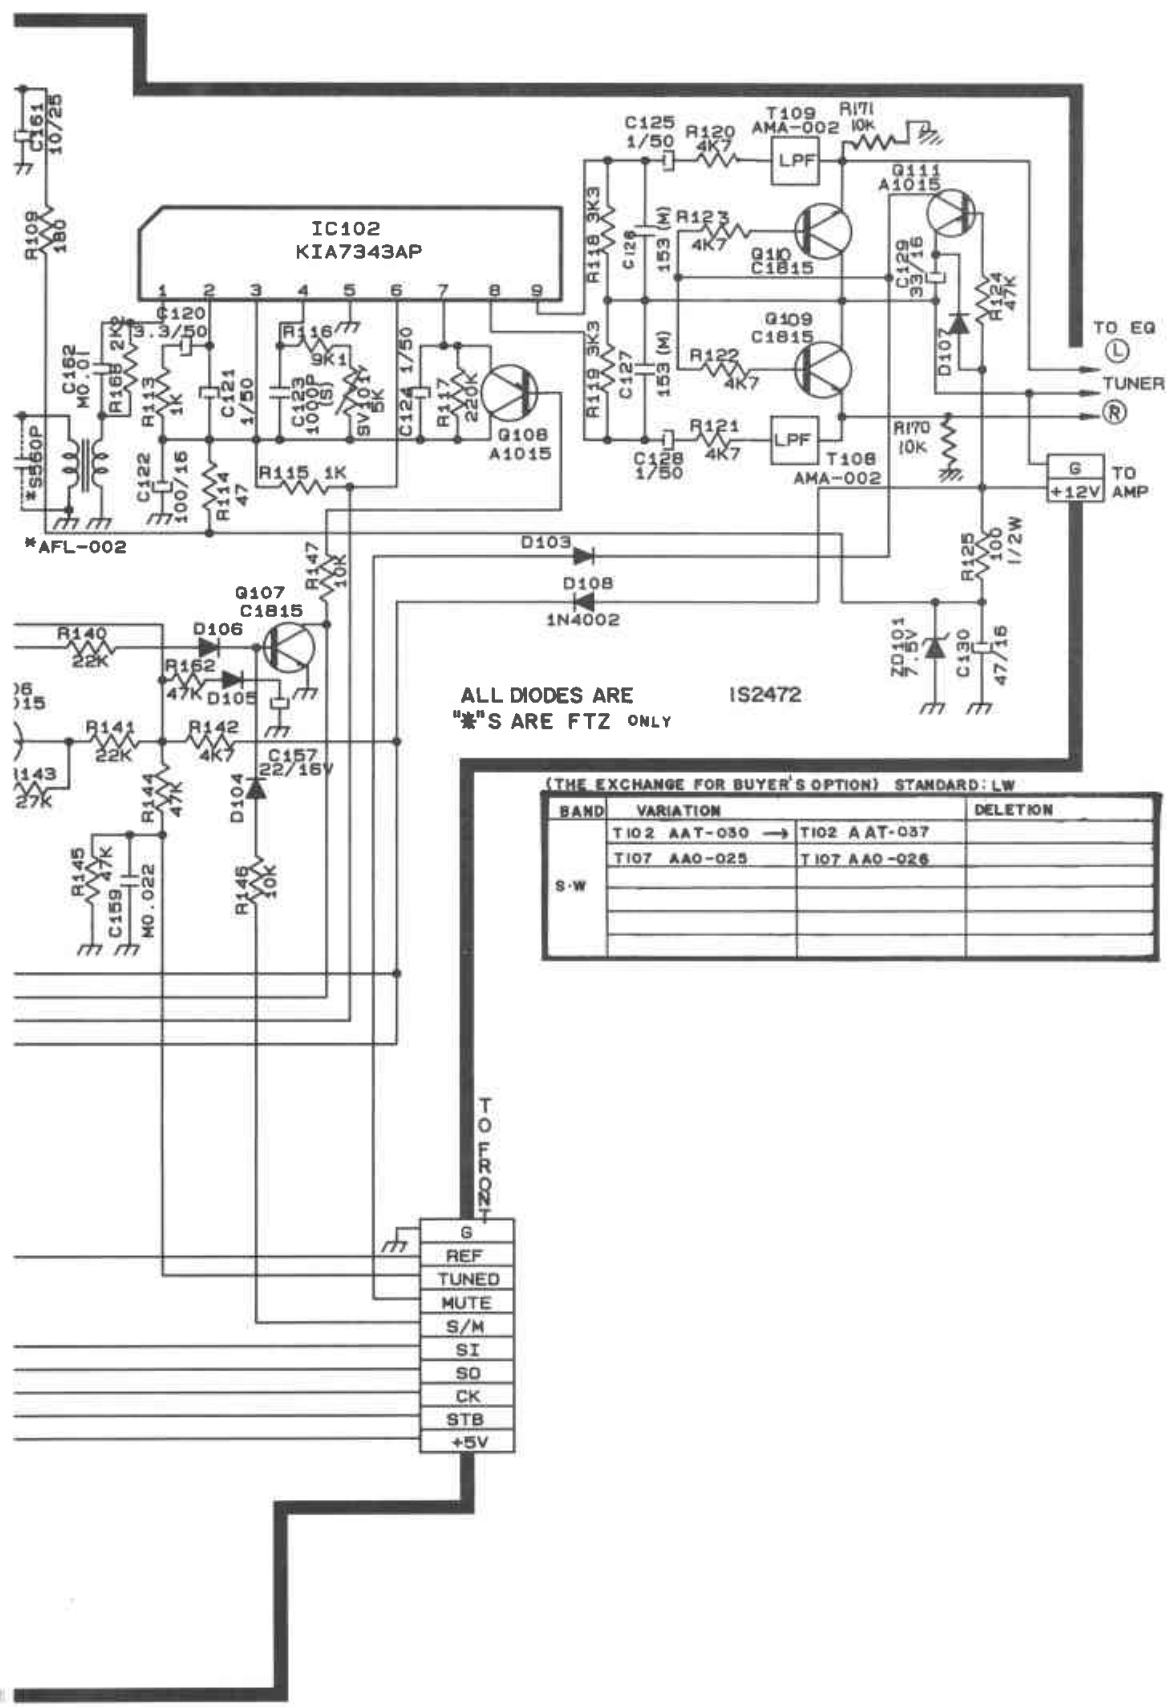 C161
10/25
R109
180
IC102
KIA7343AP
1 2 3 4 5 6 7 8 9
C125
1/50
R120
4K7
T109
AMA-002
LPF
R171
10K
Q111
A1015
R118 3K3
C126
153 (M)
R123
4K7
Q110
C1815
C129
33/16
R124
47K
Q109
C1815
D107
R119 3K3
C127
153 (M)
R122
4K7
TO EQ
L
TUNER
R
R170
10K
C128
1/50
R121
4K7
LPF
T108
AMA-002
G
+12V
TO
AMP
C162
M0.01
R165 2K2
C120
3.3/50
R113
1K
C121
1/50
R116
9K1
C123
1000P
(S)
SV101
5K
C124 1/50
R117
220K
Q108
A1015
*S560P
C122
100/16
R114
47
R115 1K
*AFL-002
R147
10K
D103
D108
1N4002
R125
100
1/2W
Q107
C1815
R140
22K
D106
R162
47K
D105
ZD101
7.5V
C130
47/16
06
015
ALL DIODES ARE 1S2472
"*"S ARE FTZ ONLY
R141
22K
R142
4K7
C157
22/16V
R143
27K
R144
47K
D104
R145
47K
C159
M0.022
R146
10K
(THE EXCHANGE FOR BUYER'S OPTION) STANDARD: LW
BAND VARIATION DELETION
T102 AAT-030 → T102 AAT-037
T107 AAO-025 T107 AAO-026
S·W
TO FRONT
G
REF
TUNED
MUTE
S/M
SI
SO
CK
STB
+5V